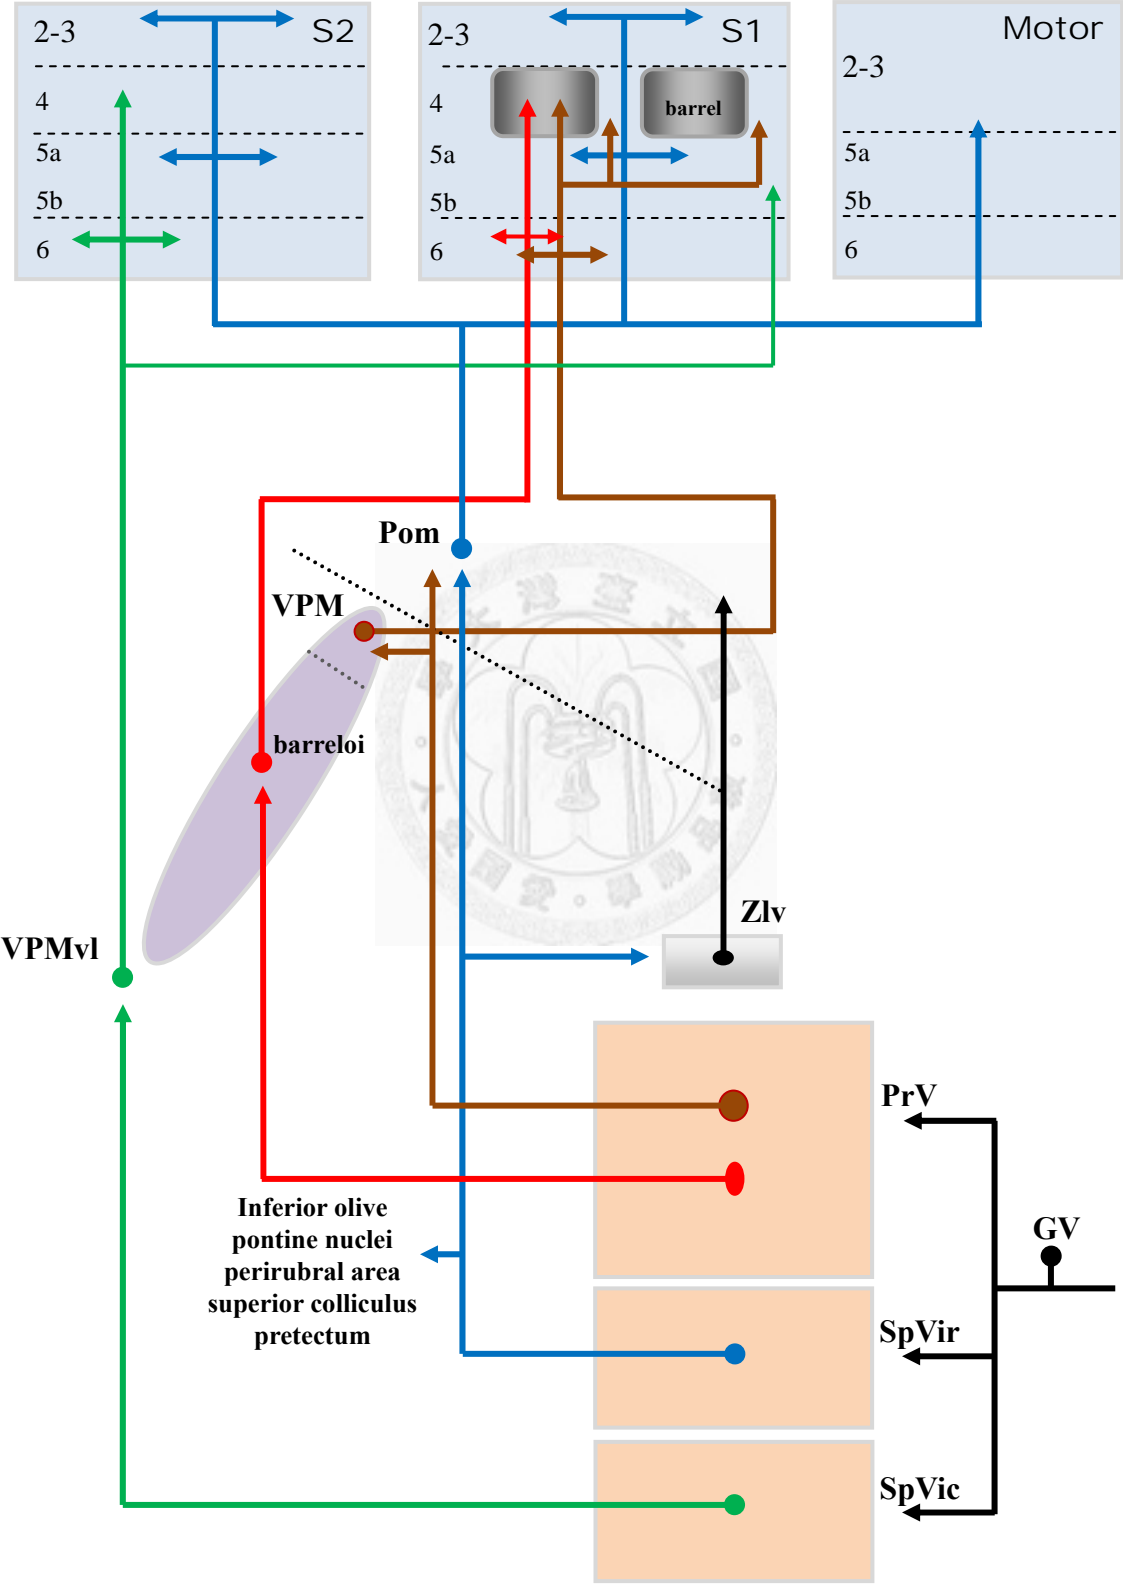 2-3
S2
4
5a
5b
6
2-3
S1
4
barrel
5a
5b
6
Motor
2-3
5a
5b
6
Pom
VPM
barreloi
Zlv
VPMvl
PrV
Inferior olive
pontine nuclei
perirubral area
superior colliculus
pretectum
GV
SpVir
SpVic